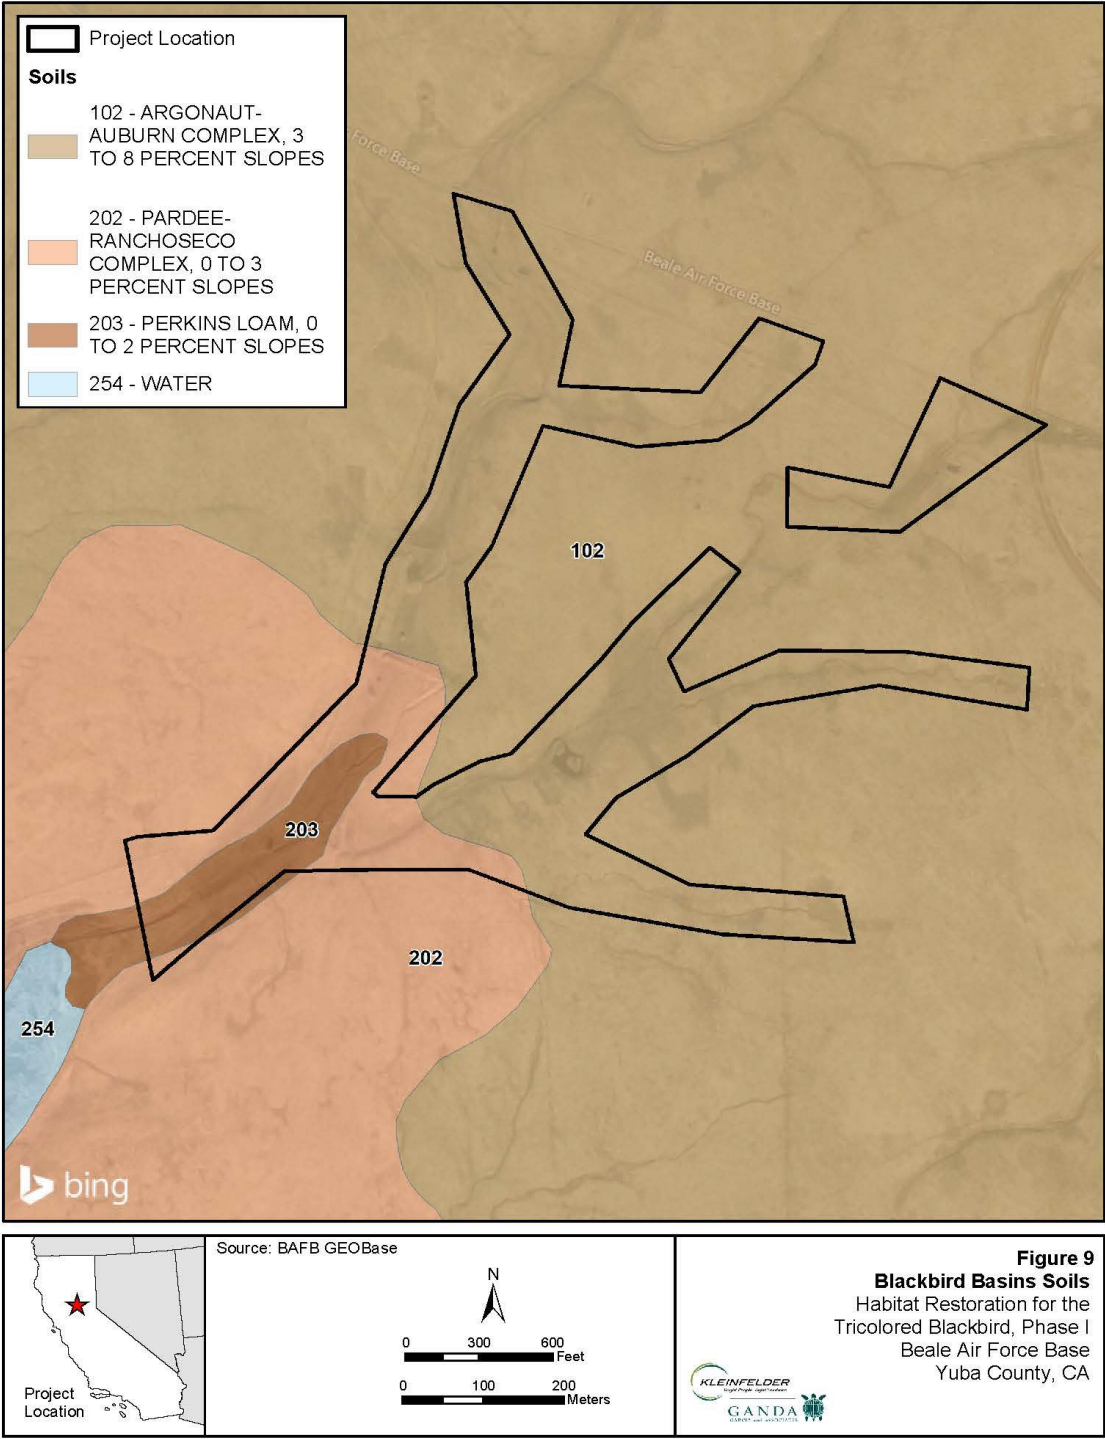 Project Location
Soils
102 - ARGONAUT-
AUBURN COMPLEX, 3
TO 8 PERCENT SLOPES
202 - PARDEE-
RANCHOSECO
COMPLEX, 0 TO 3
PERCENT SLOPES
203 - PERKINS LOAM, 0
TO 2 PERCENT SLOPES
254 - WATER
Force Base
Beale Air Force Base
102
203
202
254
bing
Project
Location
Source: BAFB GEOBase
N
0 300 600
Feet
0 100 200
Meters
Figure 9
Blackbird Basins Soils
Habitat Restoration for the
Tricolored Blackbird, Phase I
Beale Air Force Base
Yuba County, CA
KLEINFELDER
Bright People. Right Solutions.
GANDA